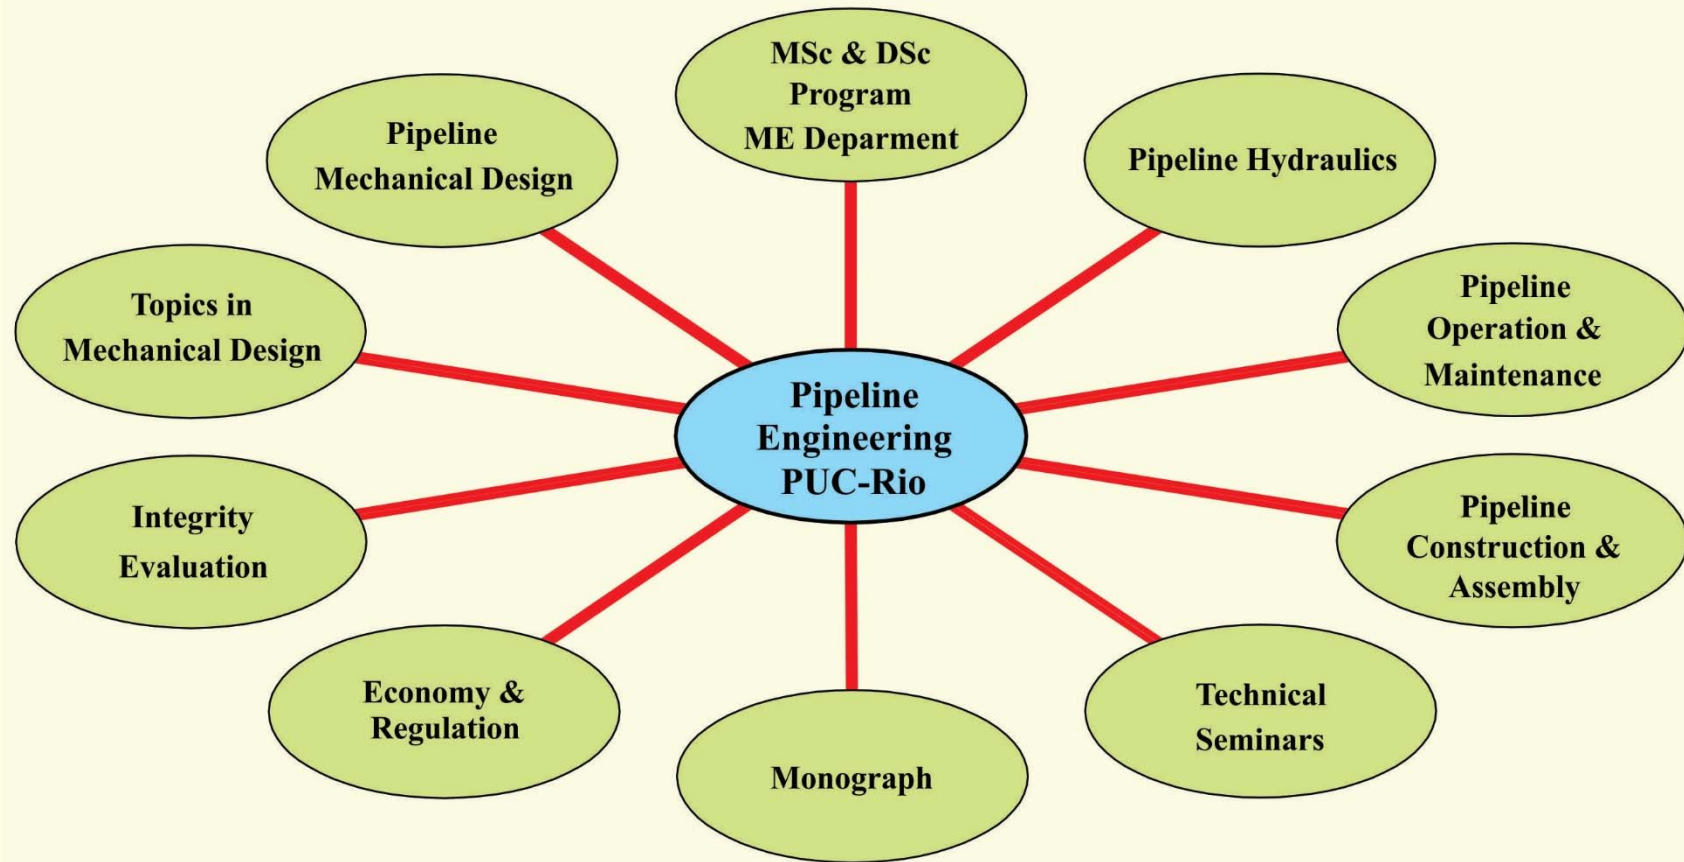 MSc & DSc
Program
ME Deparment
Pipeline
Mechanical Design
Pipeline Hydraulics
Topics in
Mechanical Design
Pipeline
Operation &
Maintenance
Pipeline
Engineering
PUC-Rio
Integrity
Evaluation
Pipeline
Construction &
Assembly
Economy &
Regulation
Technical
Seminars
Monograph